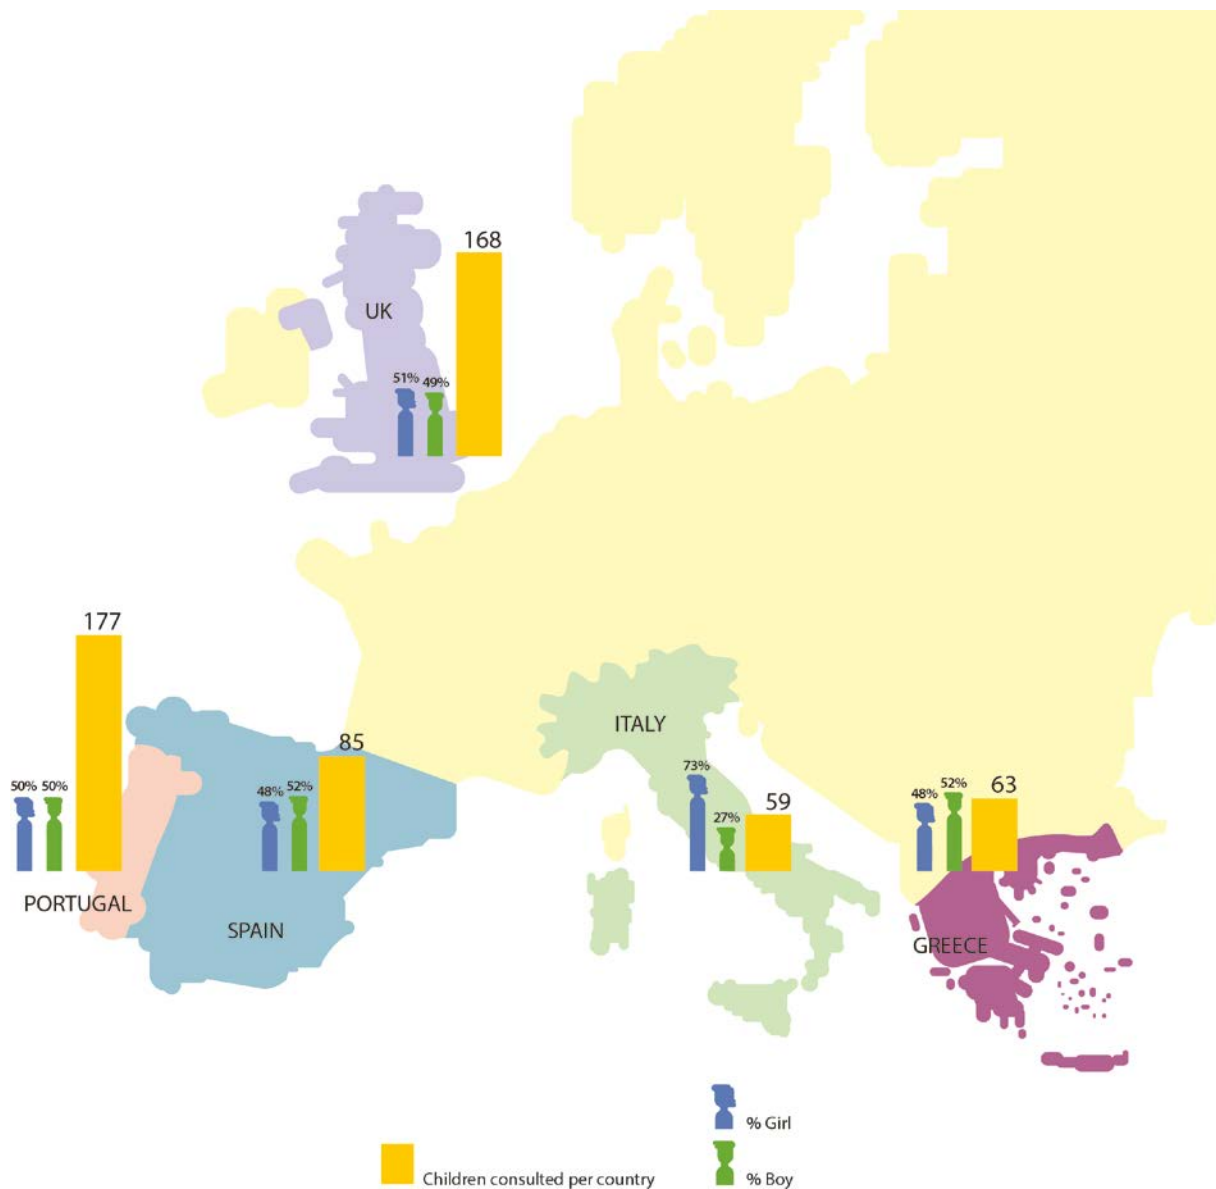 168
UK
51% 49%
177
50% 50%
PORTUGAL
85
48% 52%
SPAIN
ITALY
73%
27%
59
48% 52%
63
GREECE
% Girl
Children consulted per country
% Boy